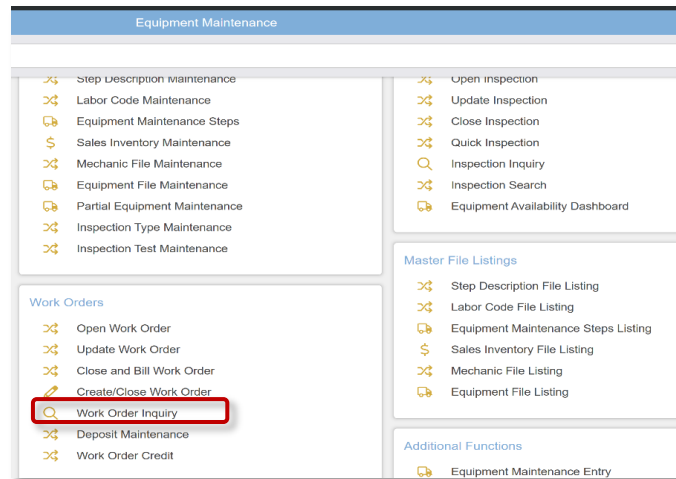 Equipment Maintenance
Step Description Maintenance
Labor Code Maintenance
Equipment Maintenance Steps
$ Sales Inventory Maintenance
Mechanic File Maintenance
Equipment File Maintenance
Partial Equipment Maintenance
Inspection Type Maintenance
Inspection Test Maintenance
Work Orders
Open Work Order
Update Work Order
Close and Bill Work Order
Create/Close Work Order
Work Order Inquiry
Deposit Maintenance
Work Order Credit
Open Inspection
Update Inspection
Close Inspection
Quick Inspection
Inspection Inquiry
Inspection Search
Equipment Availability Dashboard
Master File Listings
Step Description File Listing
Labor Code File Listing
Equipment Maintenance Steps Listing
$ Sales Inventory File Listing
Mechanic File Listing
Equipment File Listing
Additional Functions
Equipment Maintenance Entry